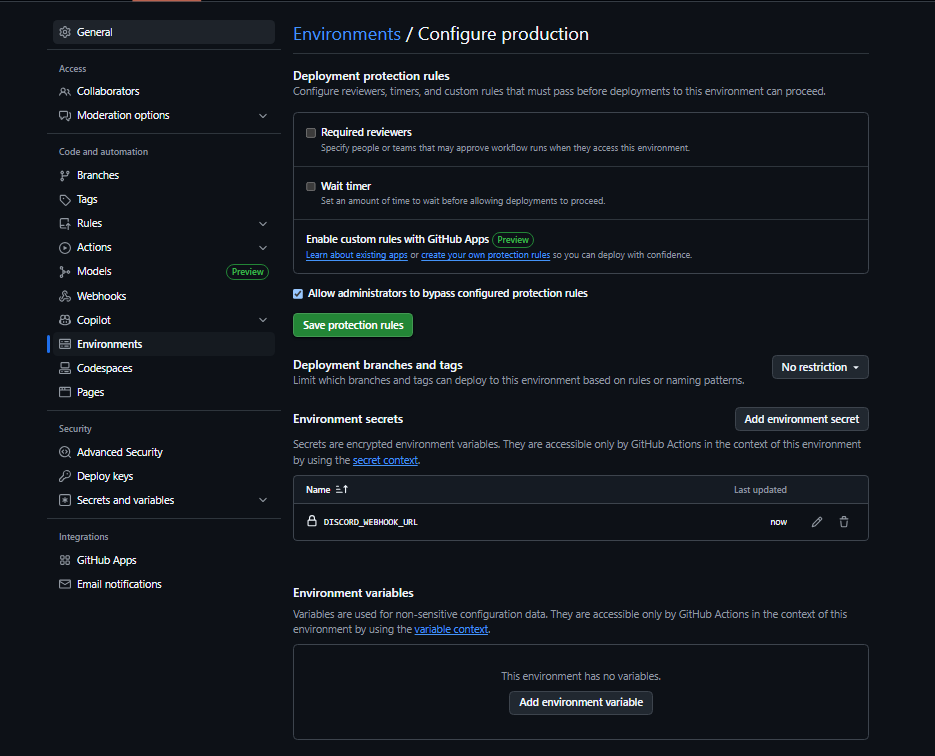 General
Access
Collaborators
Moderation options
Code and automation
Branches
Tags
Rules
Actions
Models Preview
Webhooks
Copilot
Environments
Codespaces
Pages
Security
Advanced Security
Deploy keys
Secrets and variables
Integrations
GitHub Apps
Email notifications
Environments / Configure production
Deployment protection rules
Configure reviewers, timers, and custom rules that must pass before deployments to this environment can proceed.
Required reviewers
Specify people or teams that may approve workflow runs when they access this environment.
Wait timer
Set an amount of time to wait before allowing deployments to proceed.
Enable custom rules with GitHub Apps Preview
Learn about existing apps or create your own protection rules so you can deploy with confidence.
Allow administrators to bypass configured protection rules
Save protection rules
Deployment branches and tags
Limit which branches and tags can deploy to this environment based on rules or naming patterns.
No restriction
Environment secrets
Add environment secret
Secrets are encrypted environment variables. They are accessible only by GitHub Actions in the context of this environment
by using the secret context.
Name Last updated
DISCORD_WEBHOOK_URL now
Environment variables
Variables are used for non-sensitive configuration data. They are accessible only by GitHub Actions in the context of this
environment by using the variable context.
This environment has no variables.
Add environment variable